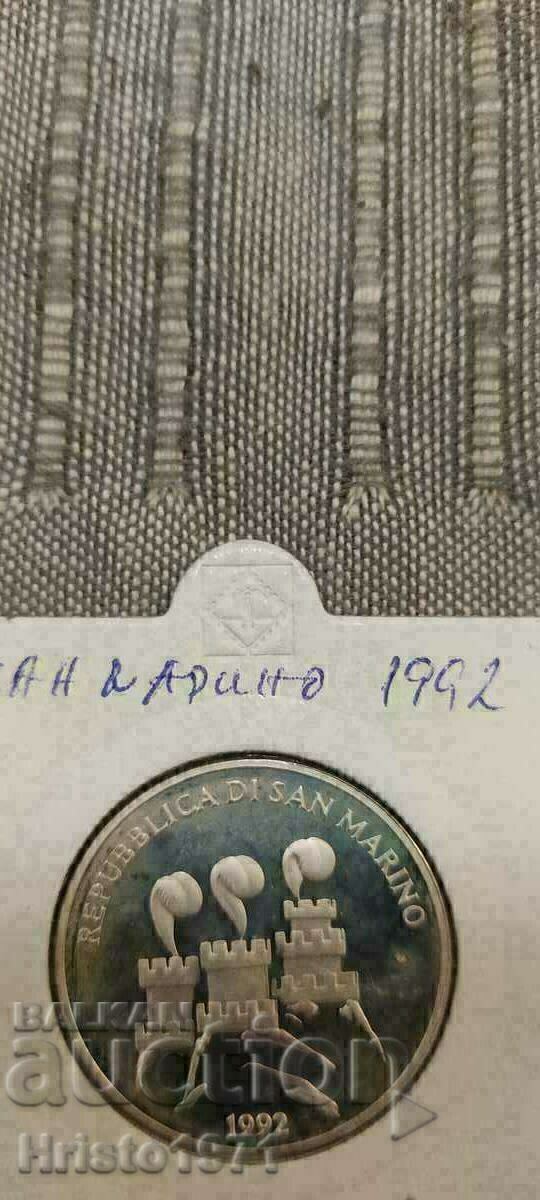 САН МАРИНО 1992
REPUBBLICA DI SAN MARINO
1992
BALKAN
auction
Hristo1971